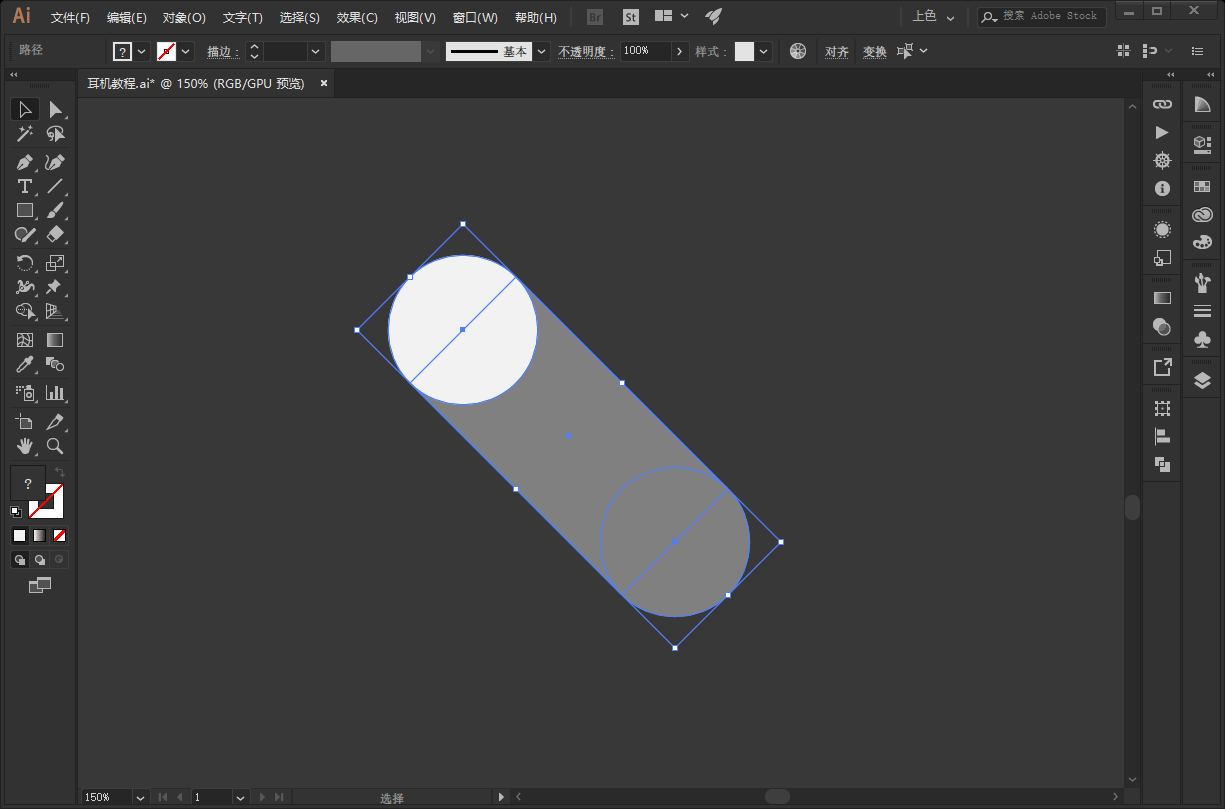 Ai 文件(F) 编辑(E) 对象(O) 文字(T) 选择(S) 效果(C) 视图(V) 窗口(W) 帮助(H) Br St 上色 搜索 Adobe Stock
路径 ? 描边： 基本 不透明度： 100% 样式： 对齐 变换
耳机教程.ai* @ 150% (RGB/GPU 预览) ×
?
150% 1 选择